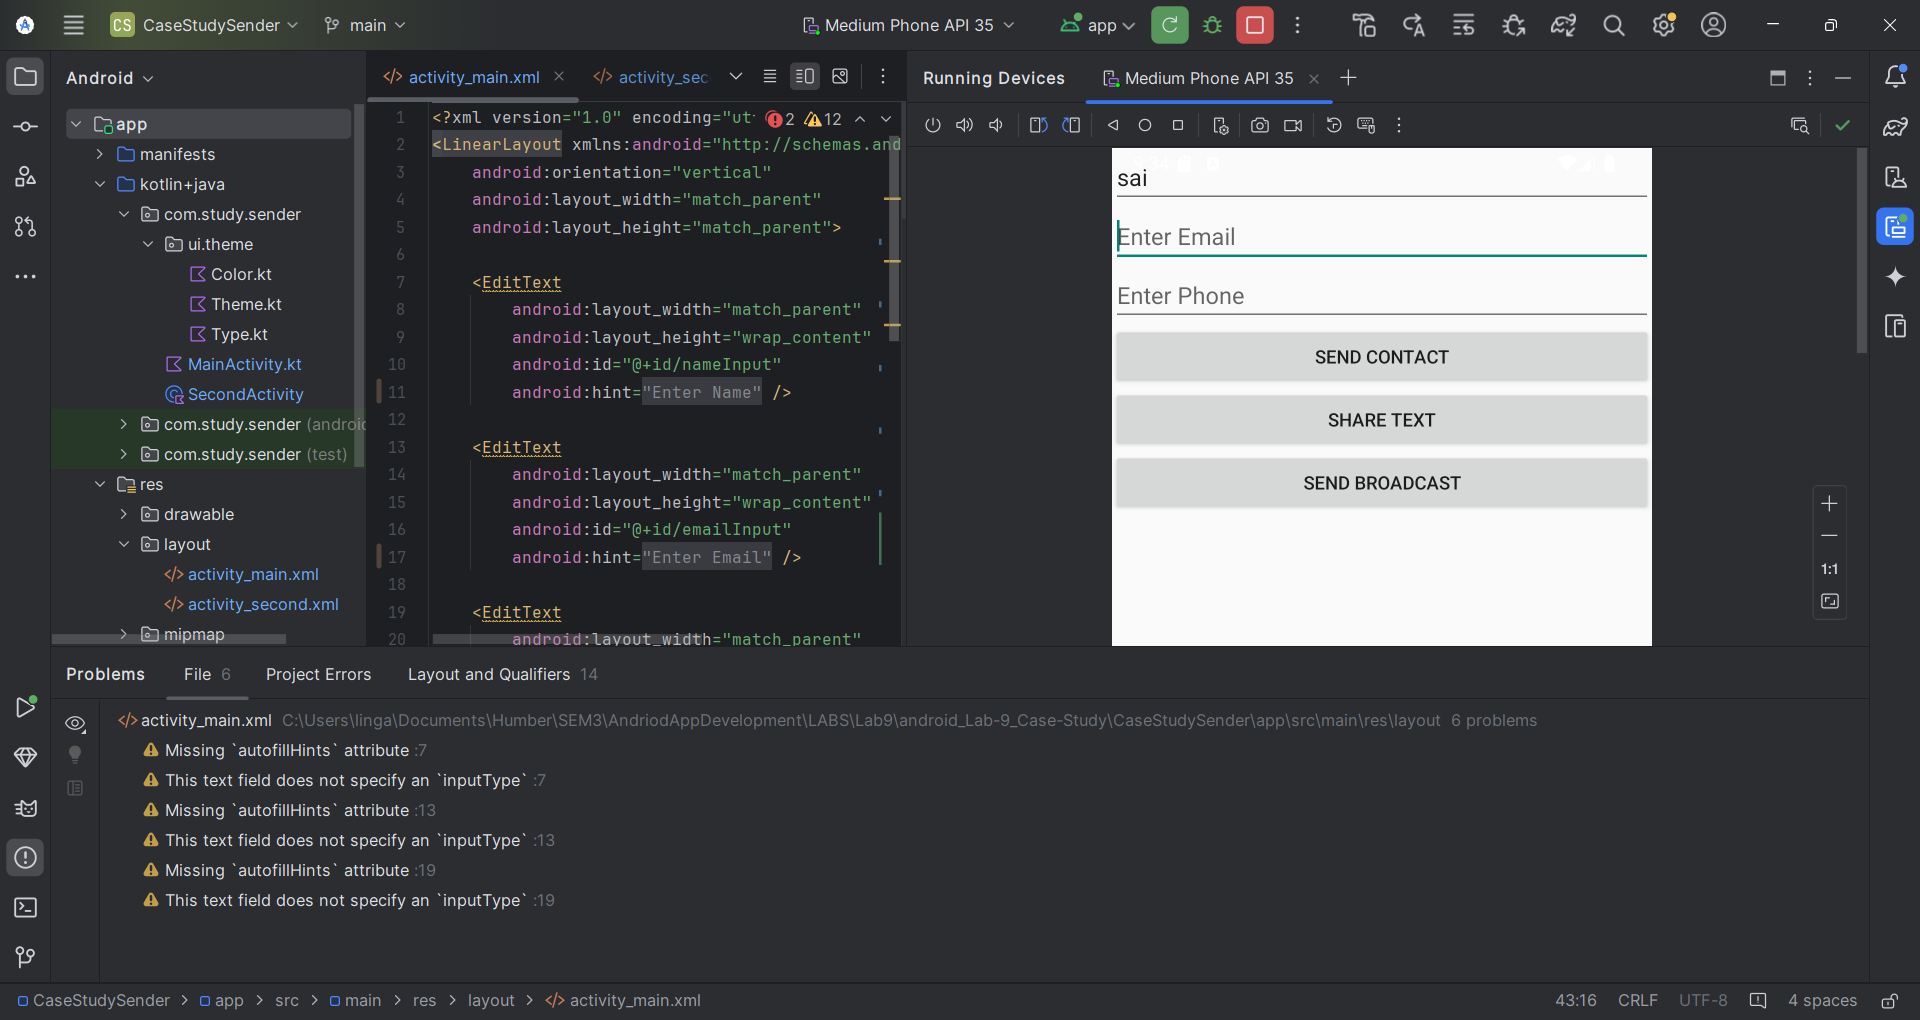 CS CaseStudySender main Medium Phone API 35 app
Android
app
manifests
kotlin+java
com.study.sender
ui.theme
Color.kt
Theme.kt
Type.kt
MainActivity.kt
SecondActivity
com.study.sender (androi
com.study.sender (test)
res
drawable
layout
activity_main.xml
activity_second.xml
mipmap
activity_main.xml activity_sec
1 <?xml version="1.0" encoding="ut 2 12
2 <LinearLayout xmlns:android="http://schemas.and
3 android:orientation="vertical"
4 android:layout_width="match_parent"
5 android:layout_height="match_parent">
6
7 <EditText
8 android:layout_width="match_parent"
9 android:layout_height="wrap_content"
10 android:id="@+id/nameInput"
11 android:hint="Enter Name" />
12
13 <EditText
14 android:layout_width="match_parent"
15 android:layout_height="wrap_content"
16 android:id="@+id/emailInput"
17 android:hint="Enter Email" />
18
19 <EditText
20 android:layout_width="match_parent"
Running Devices Medium Phone API 35
sai
Enter Email
Enter Phone
SEND CONTACT
SHARE TEXT
SEND BROADCAST
1:1
Problems File 6 Project Errors Layout and Qualifiers 14
activity_main.xml C:\Users\linga\Documents\Humber\SEM3\AndriodAppDevelopment\LABS\Lab9\android_Lab-9_Case-Study\CaseStudySender\app\src\main\res\layout 6 problems
Missing `autofillHints` attribute :7
This text field does not specify an `inputType` :7
Missing `autofillHints` attribute :13
This text field does not specify an `inputType` :13
Missing `autofillHints` attribute :19
This text field does not specify an `inputType` :19
CaseStudySender > app > src > main > res > layout > activity_main.xml 43:16 CRLF UTF-8 4 spaces